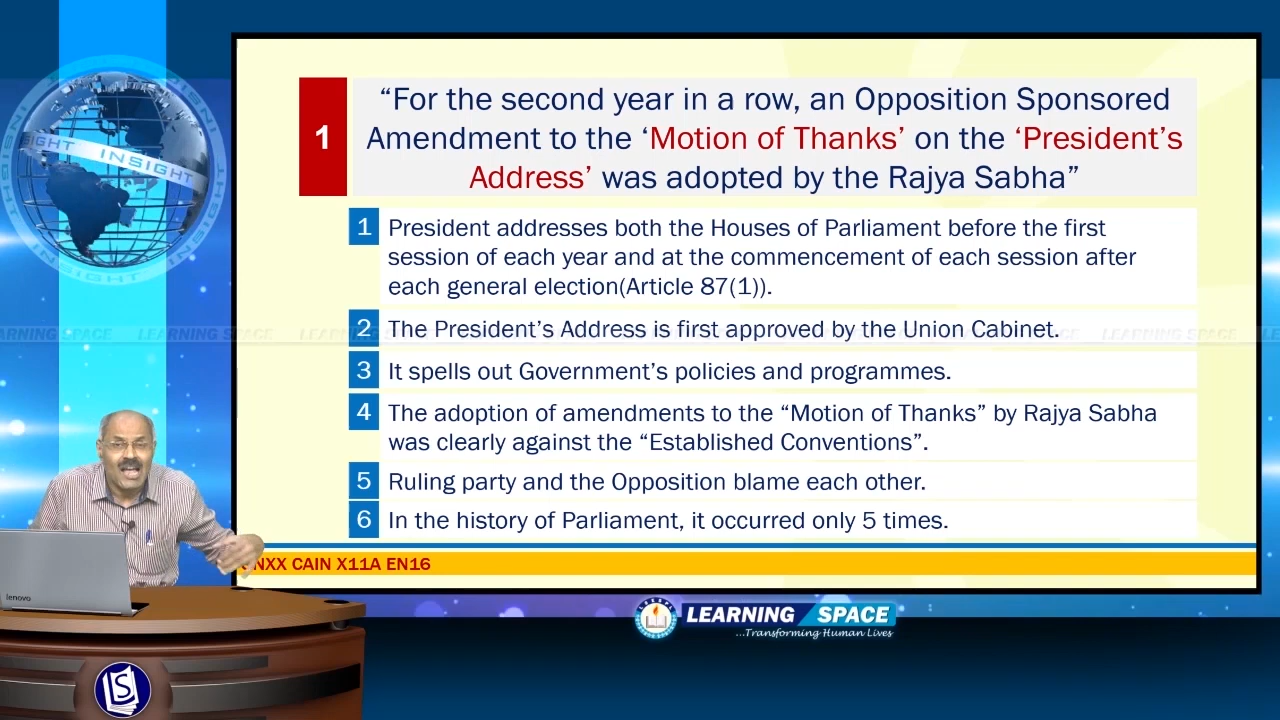 1
“For the second year in a row, an Opposition Sponsored
Amendment to the ‘Motion of Thanks’ on the ‘President’s
Address’ was adopted by the Rajya Sabha”
1 President addresses both the Houses of Parliament before the first
session of each year and at the commencement of each session after
each general election(Article 87(1)).
2 The President’s Address is first approved by the Union Cabinet.
3 It spells out Government’s policies and programmes.
4 The adoption of amendments to the “Motion of Thanks” by Rajya Sabha
was clearly against the “Established Conventions”.
5 Ruling party and the Opposition blame each other.
6 In the history of Parliament, it occurred only 5 times.
CAIN X11A EN16
LEARNING SPACE
...Transforming Human Lives
INSIGHT
INSIGHT
LEARNING SPACE
lenovo
LS